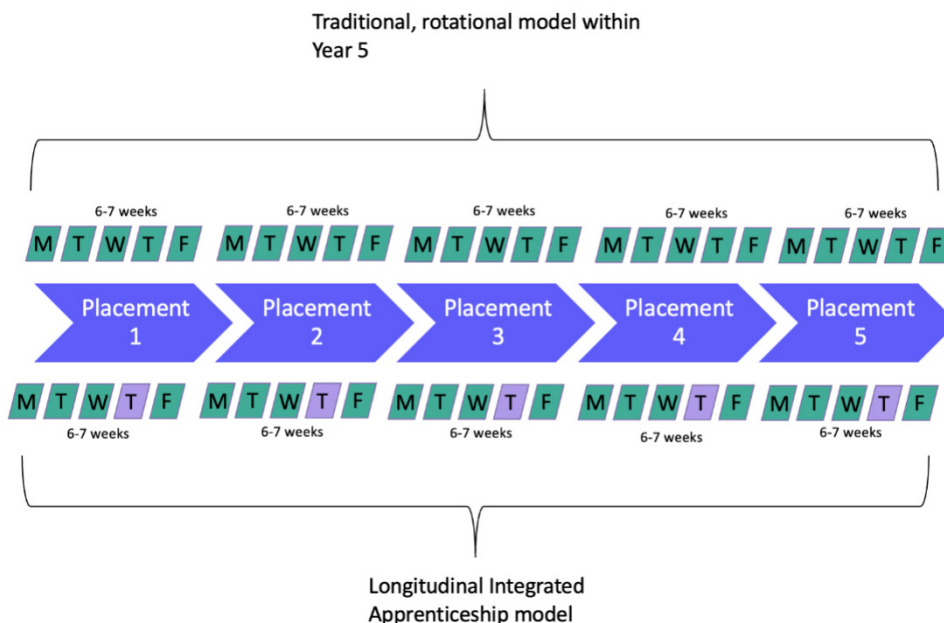 Traditional, rotational model within
Year 5
6-7 weeks 6-7 weeks 6-7 weeks 6-7 weeks 6-7 weeks
M T W T F M T W T F M T W T F M T W T F M T W T F
Placement Placement Placement Placement Placement
1 2 3 4 5
M T W T F M T W T F M T W T F M T W T F M T W T F
6-7 weeks 6-7 weeks 6-7 weeks 6-7 weeks 6-7 weeks
Longitudinal Integrated
Apprenticeship model